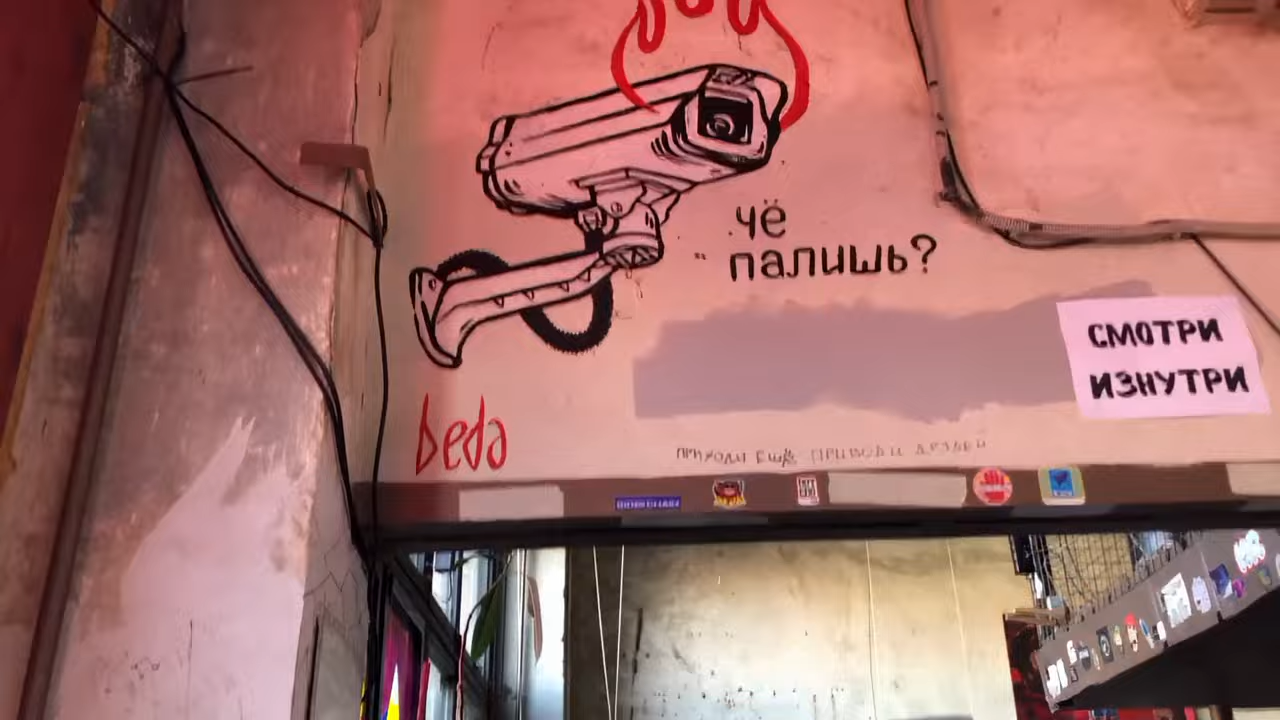 чё
палишь?
СМОТРИ
ИЗНУТРИ
beda
ПРИХОДИ ЕЩЁ ПРИВОДИ ДРУЗЕЙ